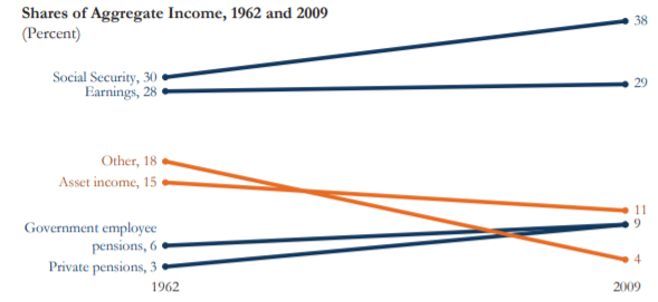 Shares of Aggregate Income, 1962 and 2009
(Percent)
38
Social Security, 30
Earnings, 28
29
Other, 18
Asset income, 15
11
Government employee
pensions, 6
9
Private pensions, 3
4
1962
2009